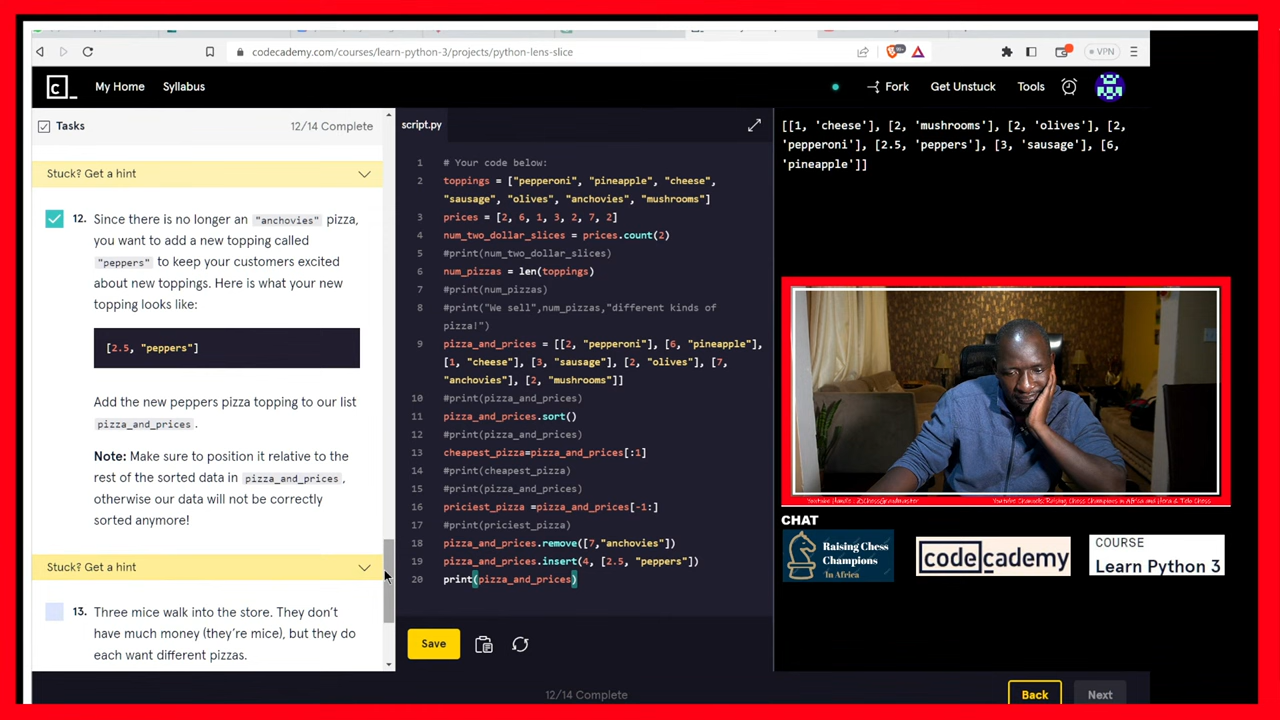 codecademy.com/courses/learn-python-3/projects/python-lens-slice
VPN
My Home
Syllabus
Fork
Get Unstuck
Tools
Tasks
12/14 Complete
Stuck? Get a hint
12. Since there is no longer an "anchovies" pizza,
you want to add a new topping called
"peppers" to keep your customers excited
about new toppings. Here is what your new
topping looks like:
[2.5, "peppers"]
Add the new peppers pizza topping to our list
pizza_and_prices.
Note: Make sure to position it relative to the
rest of the sorted data in pizza_and_prices,
otherwise our data will not be correctly
sorted anymore!
Stuck? Get a hint
13. Three mice walk into the store. They don't
have much money (they're mice), but they do
each want different pizzas.
script.py
1 # Your code below:
2 toppings = ["pepperoni", "pineapple", "cheese",
"sausage", "olives", "anchovies", "mushrooms"]
3 prices = [2, 6, 1, 3, 2, 7, 2]
4 num_two_dollar_slices = prices.count(2)
5 #print(num_two_dollar_slices)
6 num_pizzas = len(toppings)
7 #print(num_pizzas)
8 #print("We sell",num_pizzas,"different kinds of
pizza!")
9 pizza_and_prices = [[2, "pepperoni"], [6, "pineapple"],
[1, "cheese"], [3, "sausage"], [2, "olives"], [7,
"anchovies"], [2, "mushrooms"]]
10 #print(pizza_and_prices)
11 pizza_and_prices.sort()
12 #print(pizza_and_prices)
13 cheapest_pizza=pizza_and_prices[:1]
14 #print(cheapest_pizza)
15 #print(pizza_and_prices)
16 priciest_pizza =pizza_and_prices[-1:]
17 #print(priciest_pizza)
18 pizza_and_prices.remove([7,"anchovies"])
19 pizza_and_prices.insert(4, [2.5, "peppers"])
20 print(pizza_and_prices)
Save
[[1, 'cheese'], [2, 'mushrooms'], [2, 'olives'], [2,
'pepperoni'], [2.5, 'peppers'], [3, 'sausage'], [6,
'pineapple']]
CHAT
Raising Chess
Champions
In Africa
codecademy
COURSE
Learn Python 3
12/14 Complete
Back
Next